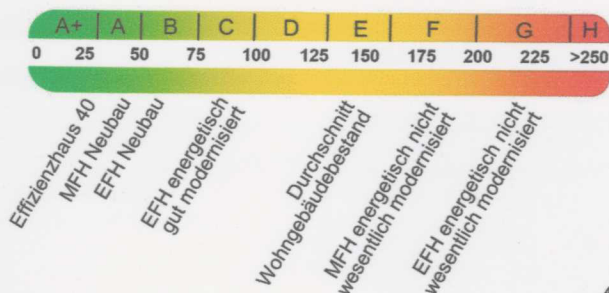 A+ A B C D E F G H
0 25 50 75 100 125 150 175 200 225 >250
Effizienzhaus 40
MFH Neubau
EFH Neubau
EFH energetisch
gut modernisiert
Durchschnitt
Wohngebäudebestand
MFH energetisch nicht
wesentlich modernisiert
EFH energetisch nicht
wesentlich modernisiert